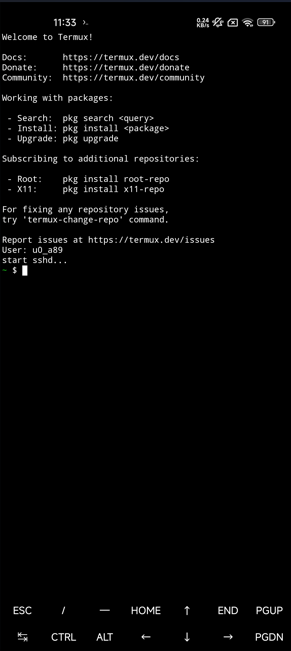 11:33
0.24 KB/s 91
Welcome to Termux!
Docs: https://termux.dev/docs
Donate: https://termux.dev/donate
Community: https://termux.dev/community
Working with packages:
- Search: pkg search <query>
- Install: pkg install <package>
- Upgrade: pkg upgrade
Subscribing to additional repositories:
- Root: pkg install root-repo
- X11: pkg install x11-repo
For fixing any repository issues,
try 'termux-change-repo' command.
Report issues at https://termux.dev/issues
User: u0_a89
start sshd...
~ $
ESC / — HOME ↑ END PGUP
↹ CTRL ALT ← ↓ → PGDN